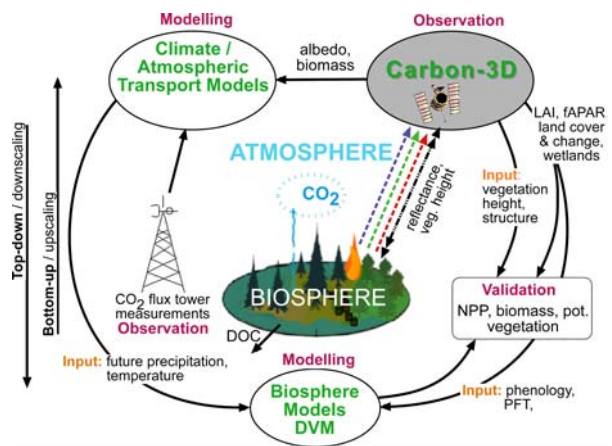 Modelling
Climate /
Atmospheric
Transport Models
albedo,
biomass
Observation
Carbon-3D
LAI, fAPAR
land cover
& change,
wetlands
Input:
vegetation
height,
structure
ATMOSPHERE
CO2
reflectance,
veg. height
Top-down / downscaling
Bottom-up / upscaling
CO2 flux tower
measurements
Observation
BIOSPHERE
DOC
Validation
NPP, biomass, pot.
vegetation
Input: future precipitation,
temperature
Modelling
Biosphere
Models
DVM
Input: phenology,
PFT,